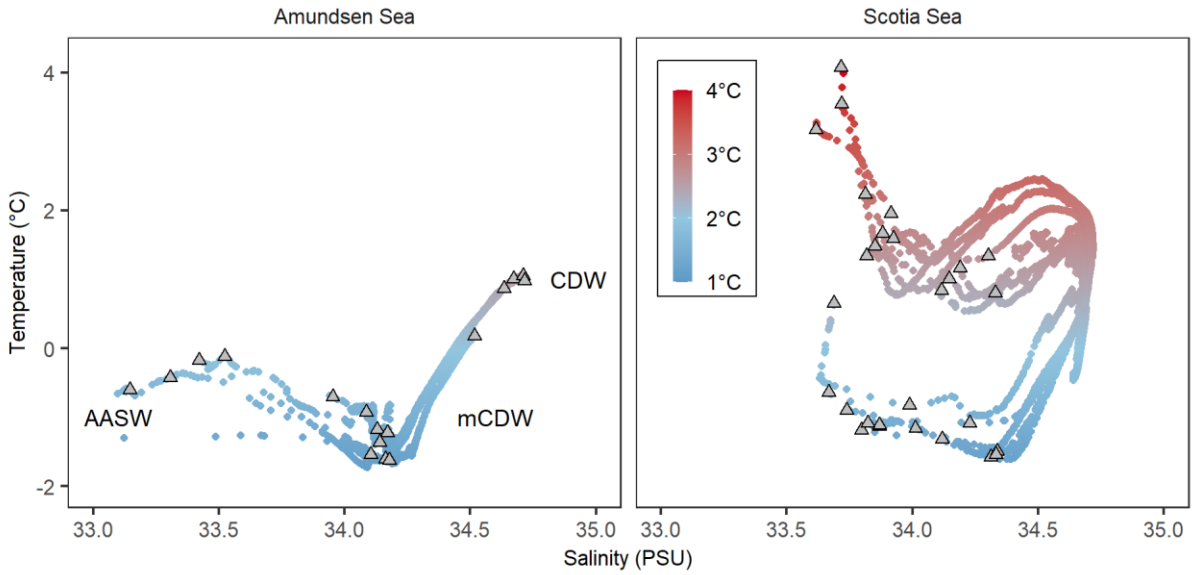 Amundsen Sea
Scotia Sea
Temperature (°C)
4
2
0
-2
AASW
mCDW
CDW
4°C
3°C
2°C
1°C
33.0 33.5 34.0 34.5 35.0
33.0 33.5 34.0 34.5 35.0
Salinity (PSU)